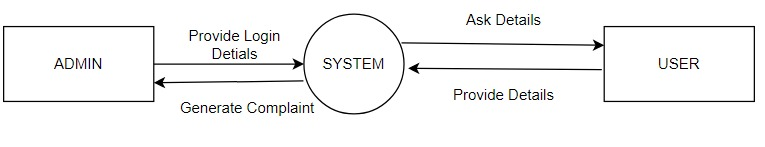 Ask Details
Provide Login
Detials
ADMIN
SYSTEM
USER
Generate Complaint
Provide Details